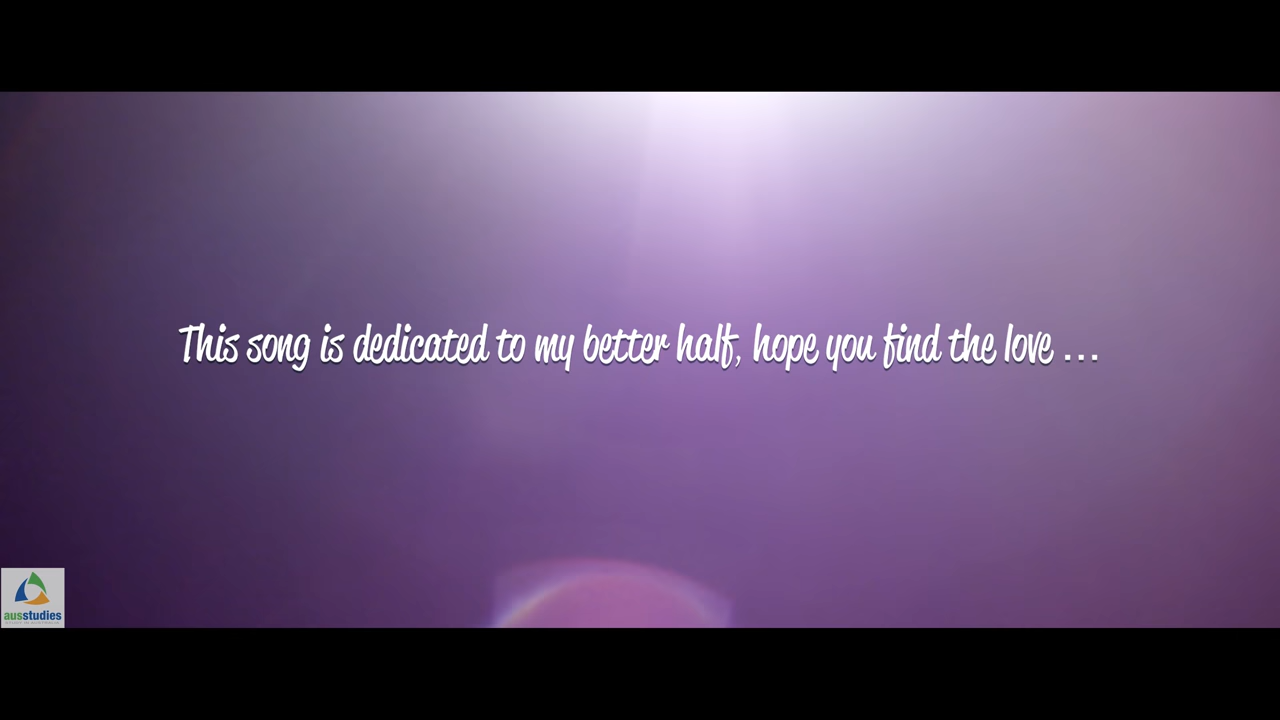 This song is dedicated to my better half, hope you find the love ...
ausstudies